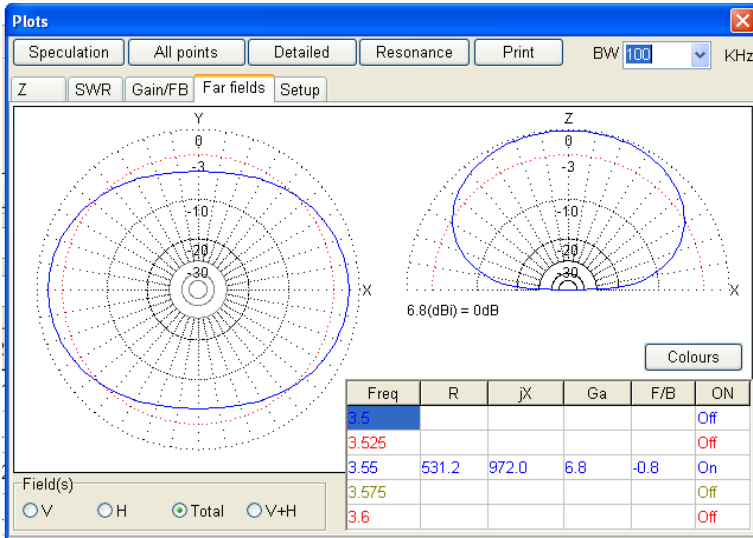 Plots
Speculation All points Detailed Resonance Print BW 100 KHz
Z SWR Gain/FB Far fields Setup
Y
0
-3
-10
-20
-30
X
Z
0
-3
-10
-20
-30
X
6.8(dBi) = 0dB
Colours
Freq R jX Ga F/B ON
3.5 Off
3.525 Off
3.55 531.2 972.0 6.8 -0.8 On
3.575 Off
3.6 Off
Field(s)
V H Total V+H